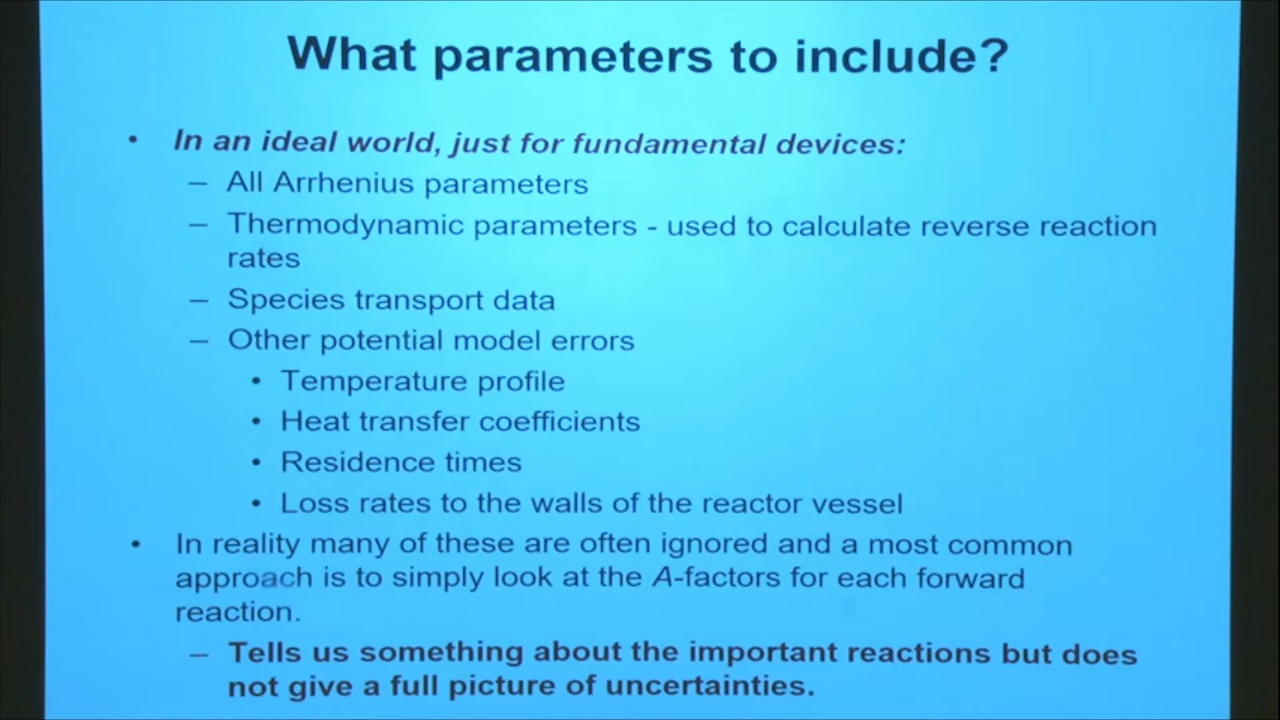 What parameters to include?
• In an ideal world, just for fundamental devices:
– All Arrhenius parameters
– Thermodynamic parameters - used to calculate reverse reaction
rates
– Species transport data
– Other potential model errors
• Temperature profile
• Heat transfer coefficients
• Residence times
• Loss rates to the walls of the reactor vessel
• In reality many of these are often ignored and a most common
approach is to simply look at the A-factors for each forward
reaction.
– Tells us something about the important reactions but does
not give a full picture of uncertainties.